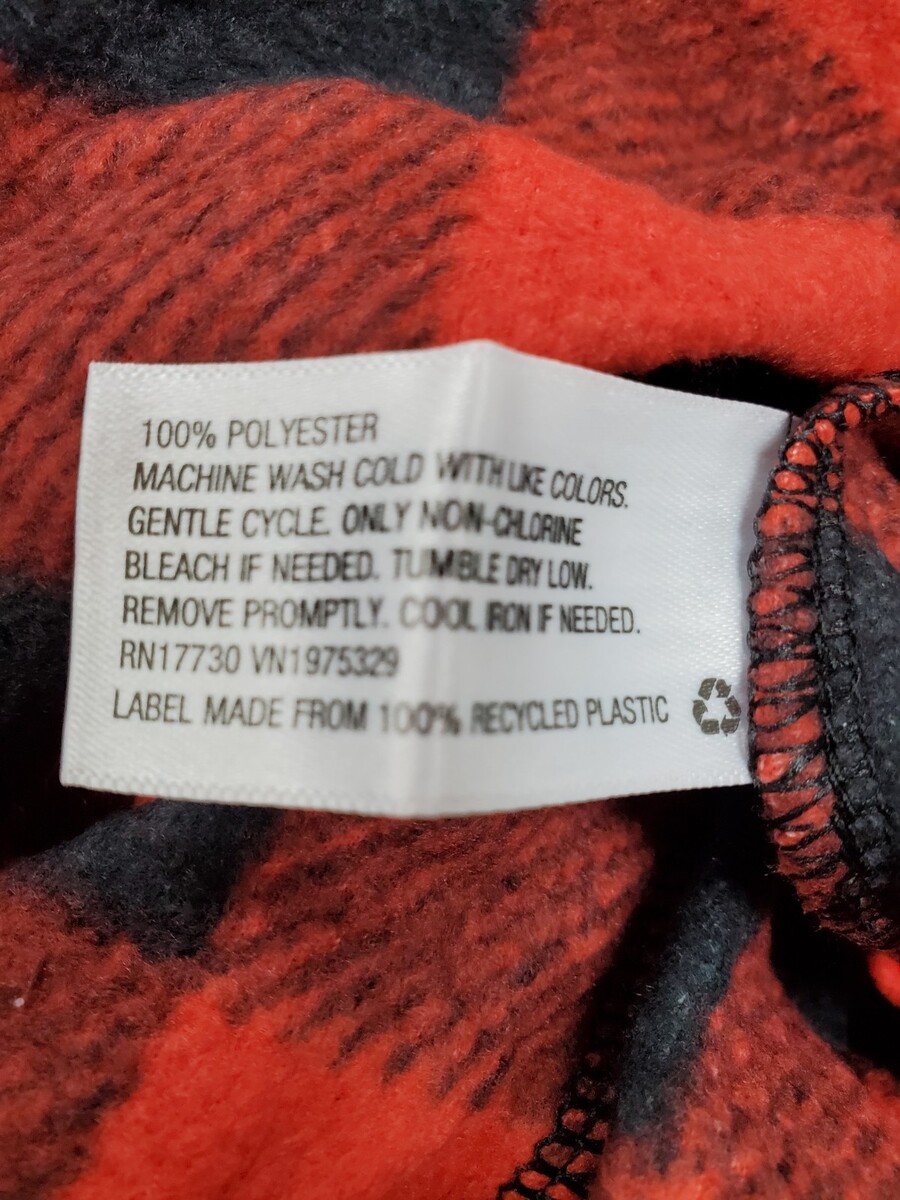 100% POLYESTER
MACHINE WASH COLD WITH LIKE COLORS.
GENTLE CYCLE. ONLY NON-CHLORINE
BLEACH IF NEEDED. TUMBLE DRY LOW.
REMOVE PROMPTLY. COOL IRON IF NEEDED.
RN17730 VN1975329
LABEL MADE FROM 100% RECYCLED PLASTIC